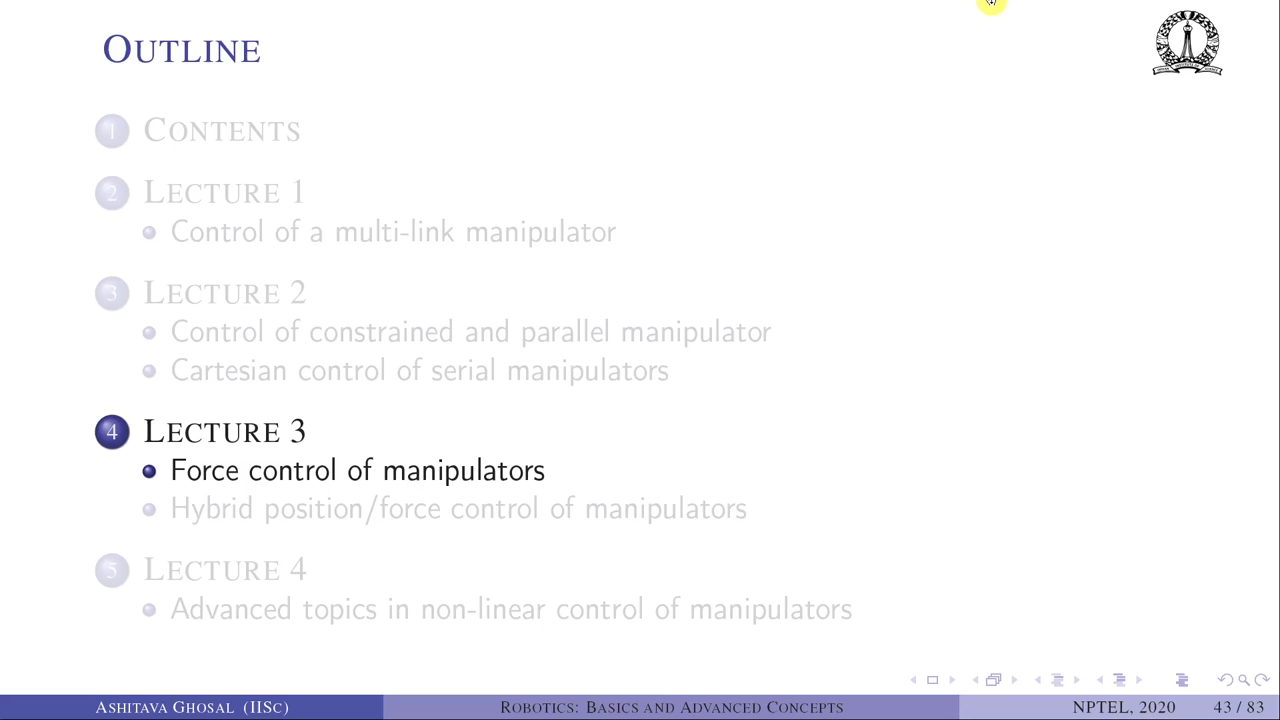 OUTLINE
1 CONTENTS
2 LECTURE 1
Control of a multi-link manipulator
3 LECTURE 2
Control of constrained and parallel manipulator
Cartesian control of serial manipulators
4 LECTURE 3
Force control of manipulators
Hybrid position/force control of manipulators
5 LECTURE 4
Advanced topics in non-linear control of manipulators
ASHITAVA GHOSAL (IISC) ROBOTICS: BASICS AND ADVANCED CONCEPTS NPTEL, 2020 43 / 83